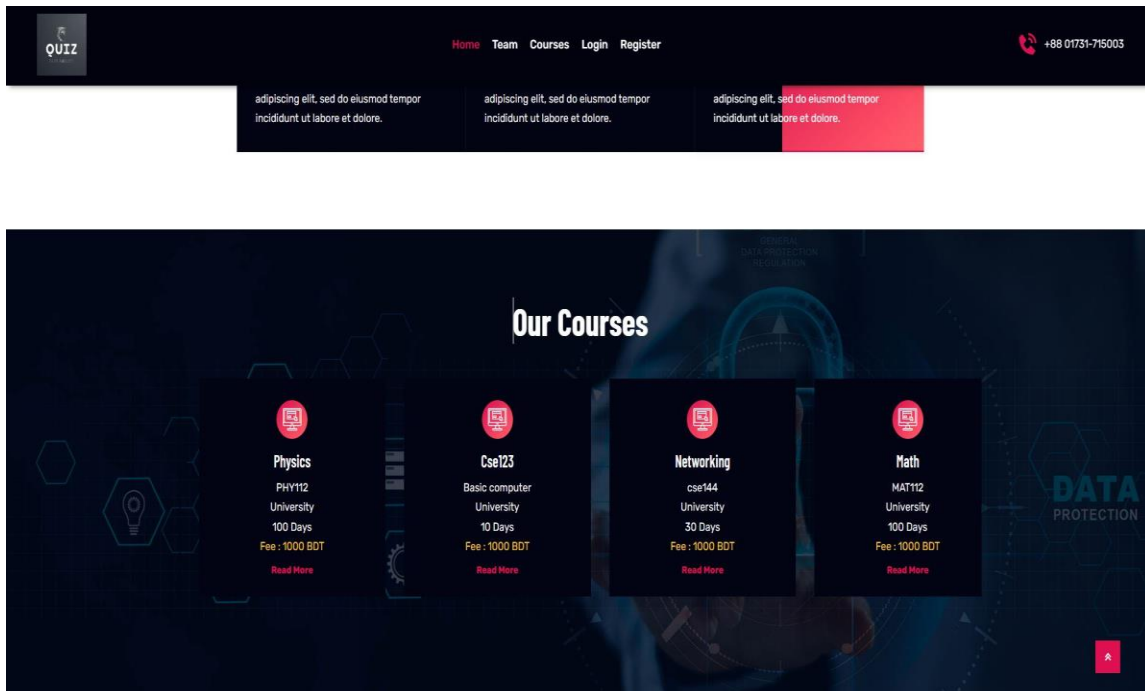 QUIZ
Home Team Courses Login Register
+88 01731-715003
adipiscing elit, sed do eiusmod tempor
incididunt ut labore et dolore.
adipiscing elit, sed do eiusmod tempor
incididunt ut labore et dolore.
adipiscing elit, sed do eiusmod tempor
incididunt ut labore et dolore.
GENERAL
DATA PROTECTION
REGULATION
Our Courses
Physics
PHY112
University
100 Days
Fee : 1000 BDT
Read More
Cse123
Basic computer
University
10 Days
Fee : 1000 BDT
Read More
Networking
cse144
University
30 Days
Fee : 1000 BDT
Read More
Math
MAT112
University
100 Days
Fee : 1000 BDT
Read More
DATA
PROTECTION